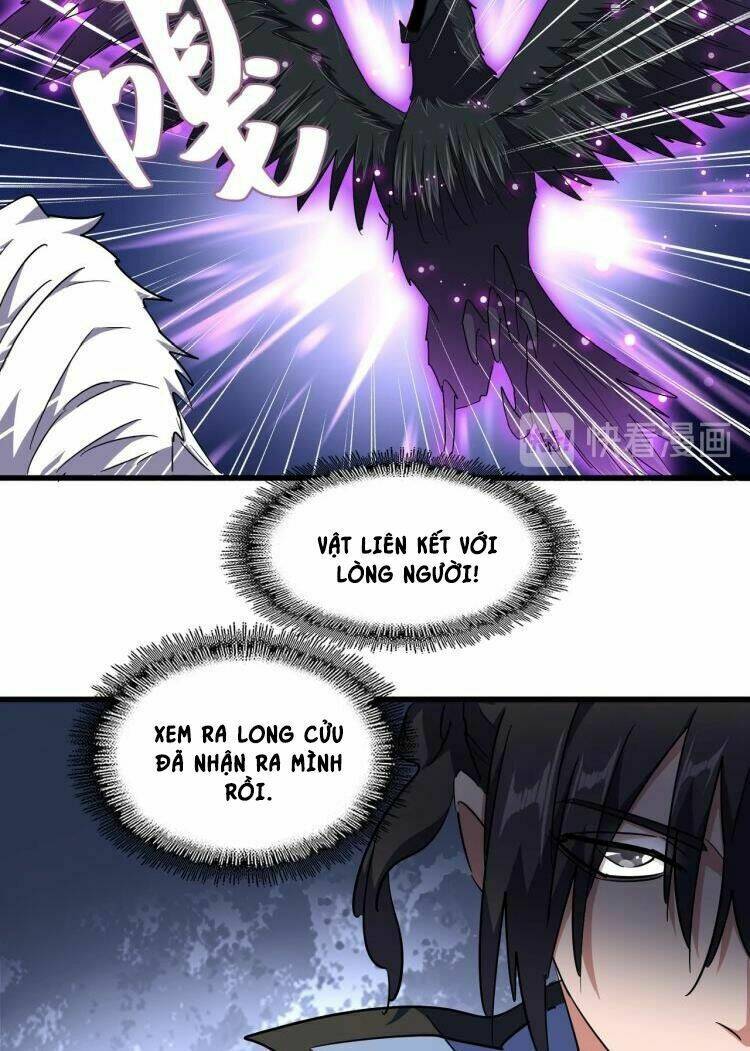 嘎
快看漫画
VẬT LIÊN KẾT VỚI
LÒNG NGƯỜI!
XEM RA LONG CỬU
ĐÃ NHẬN RA MÌNH
RỒI.